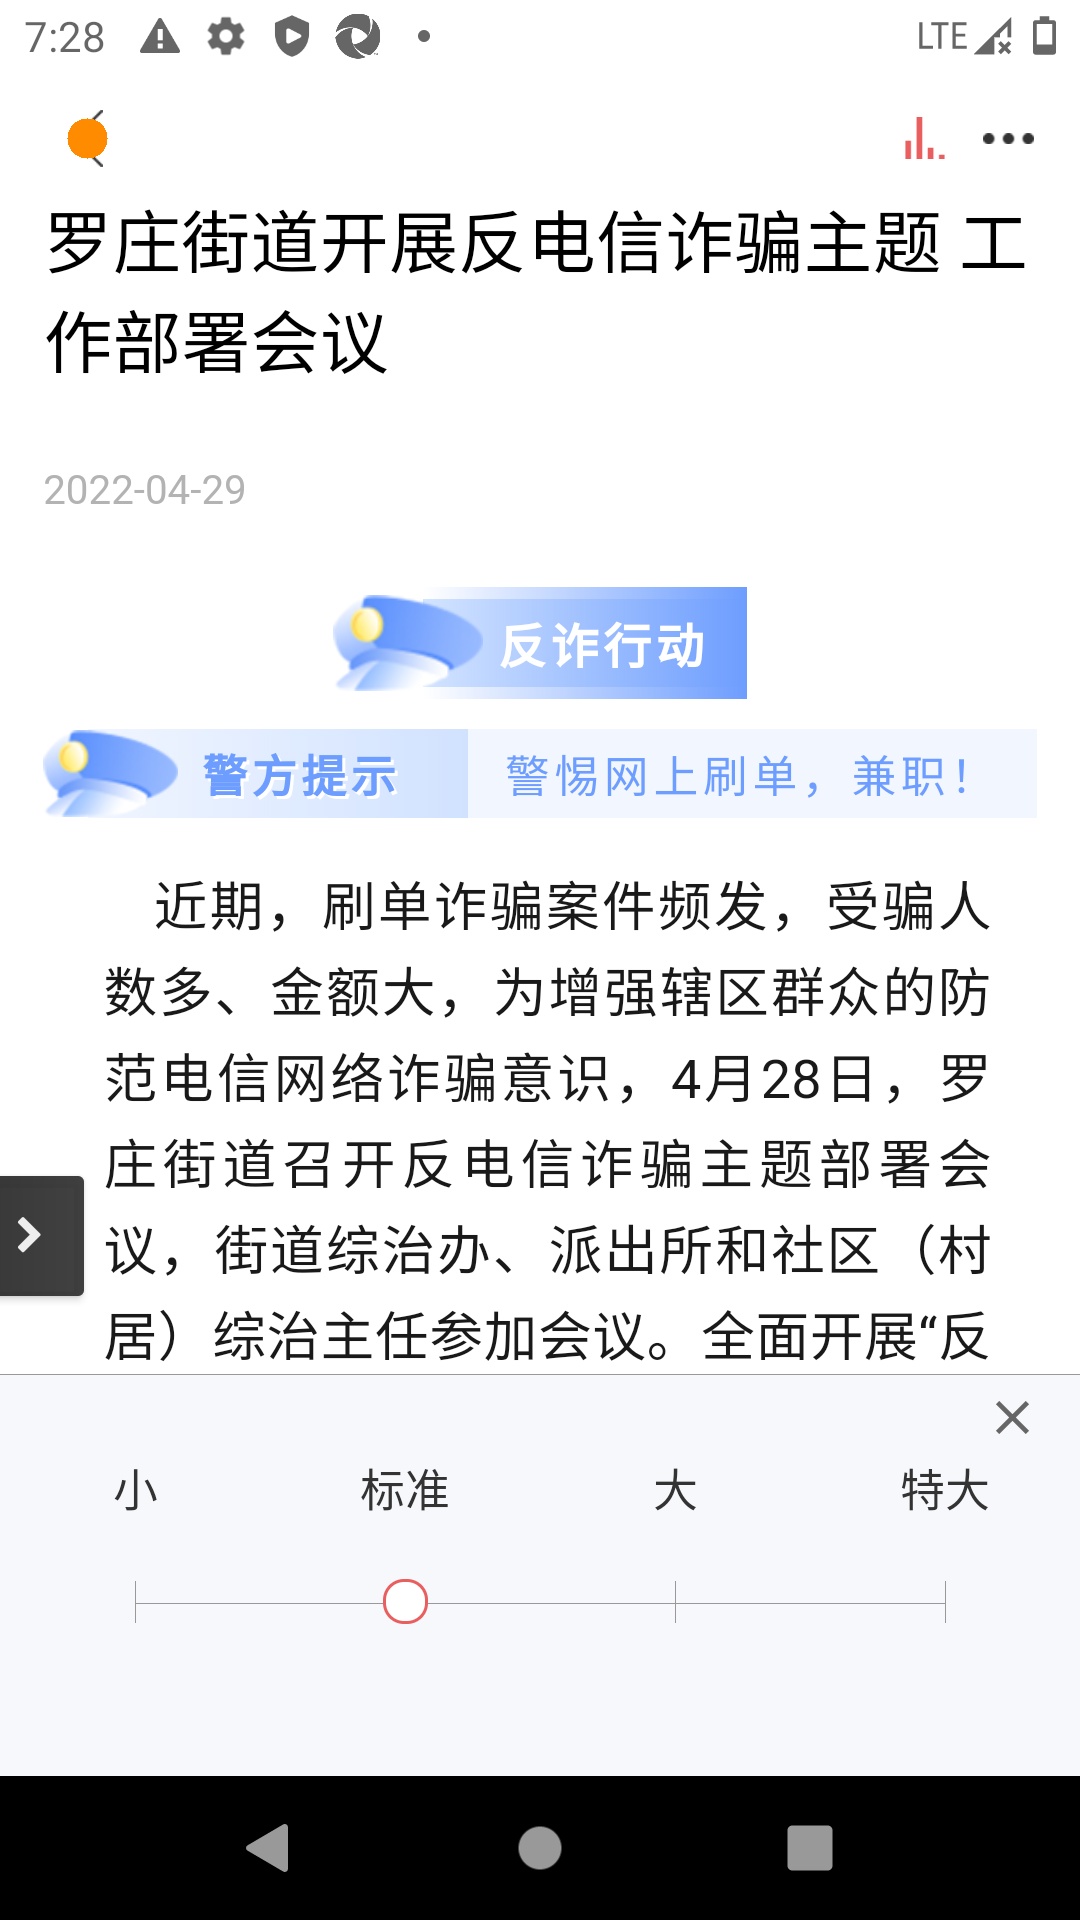 7:28
LTE
罗庄街道开展反电信诈骗主题 工
作部署会议
2022-04-29
反诈行动
警方提示
警惕网上刷单，兼职！
近期，刷单诈骗案件频发，受骗人
数多、金额大，为增强辖区群众的防
范电信网络诈骗意识，4月28日，罗
庄街道召开反电信诈骗主题部署会
议，街道综治办、派出所和社区（村
居）综治主任参加会议。全面开展“反
小 标准 大 特大